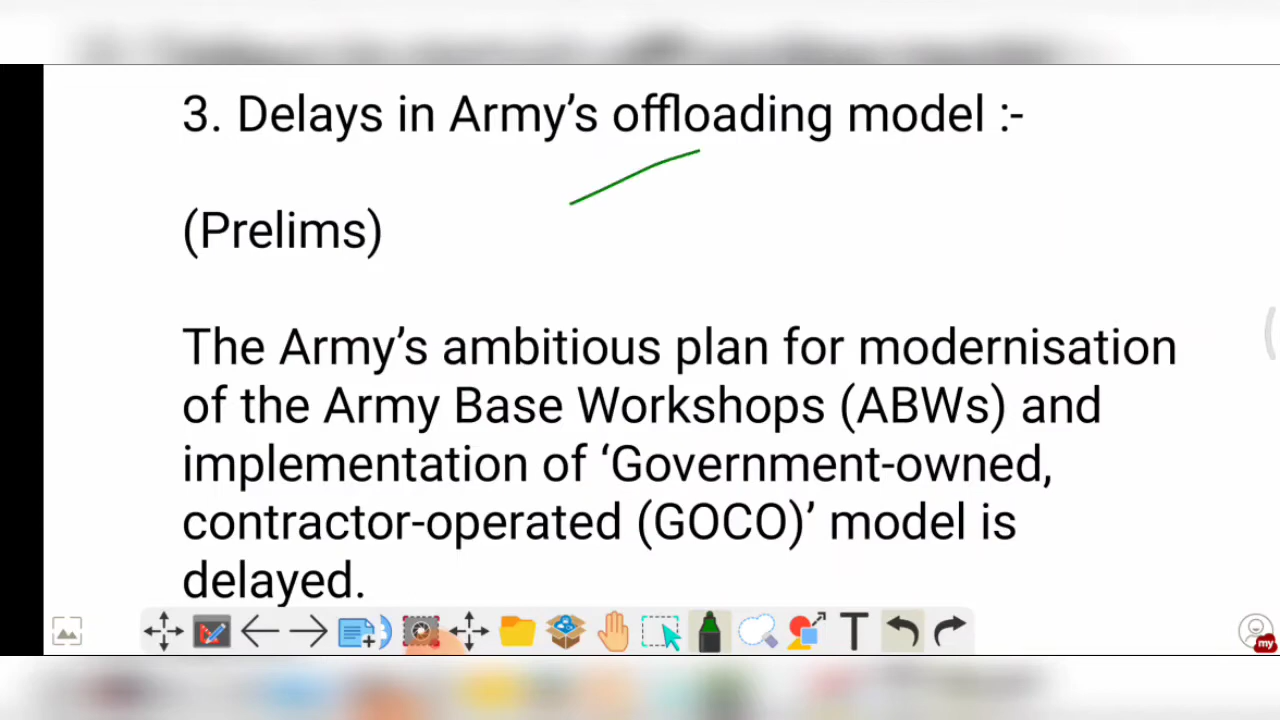 3. Delays in Army’s offloading model :-
(Prelims)
The Army’s ambitious plan for modernisation
of the Army Base Workshops (ABWs) and
implementation of ‘Government-owned,
contractor-operated (GOCO)’ model is
delayed.
T
my